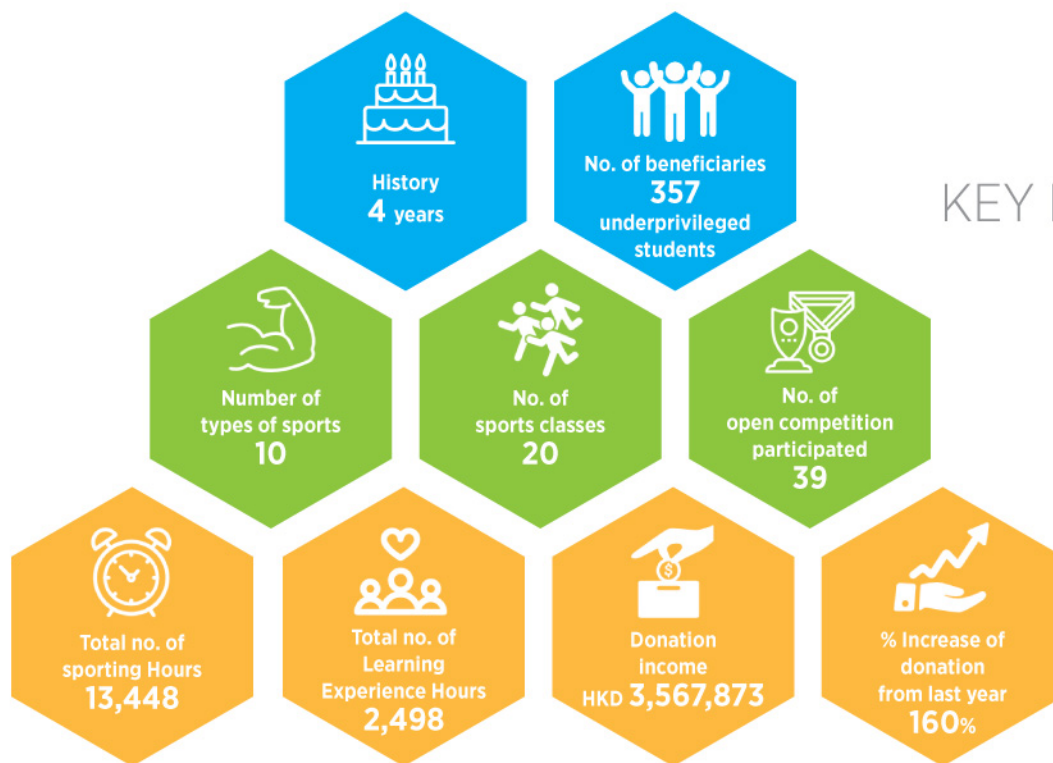 History
4 years
No. of beneficiaries
357
underprivileged
students
KEY
Number of
types of sports
10
No. of
sports classes
20
No. of
open competition
participated
39
Total no. of
sporting Hours
13,448
Total no. of
Learning
Experience Hours
2,498
Donation
income
HKD 3,567,873
% Increase of
donation
from last year
160%